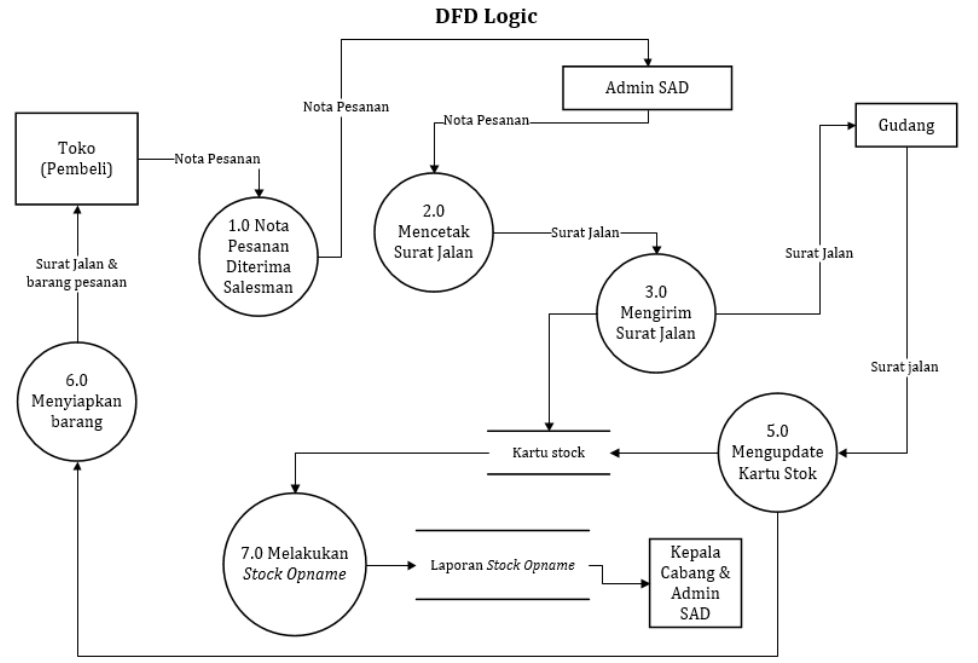 DFD Logic
Nota Pesanan
Admin SAD
Nota Pesanan
Gudang
Toko
(Pembeli)
Nota Pesanan
1.0 Nota
Pesanan
Diterima
Salesman
2.0
Mencetak
Surat Jalan
Surat Jalan
3.0
Mengirim
Surat Jalan
Surat Jalan
Surat Jalan &
barang pesanan
Surat jalan
6.0
Menyiapkan
barang
Kartu stock
5.0
Mengupdate
Kartu Stok
7.0 Melakukan
Stock Opname
Laporan Stock Opname
Kepala
Cabang &
Admin
SAD